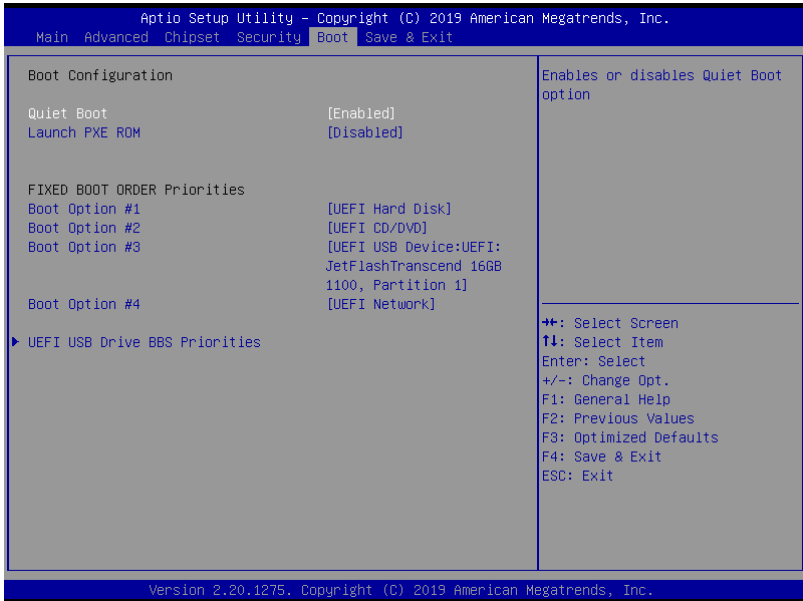 Aptio Setup Utility – Copyright (C) 2019 American Megatrends, Inc.
Main Advanced Chipset Security Boot Save & Exit
Boot Configuration
Quiet Boot [Enabled]
Launch PXE ROM [Disabled]
FIXED BOOT ORDER Priorities
Boot Option #1 [UEFI Hard Disk]
Boot Option #2 [UEFI CD/DVD]
Boot Option #3 [UEFI USB Device:UEFI:
JetFlashTranscend 16GB
1100, Partition 1]
Boot Option #4 [UEFI Network]
UEFI USB Drive BBS Priorities
Enables or disables Quiet Boot
option
→←: Select Screen
↑↓: Select Item
Enter: Select
+/-: Change Opt.
F1: General Help
F2: Previous Values
F3: Optimized Defaults
F4: Save & Exit
ESC: Exit
Version 2.20.1275. Copyright (C) 2019 American Megatrends, Inc.